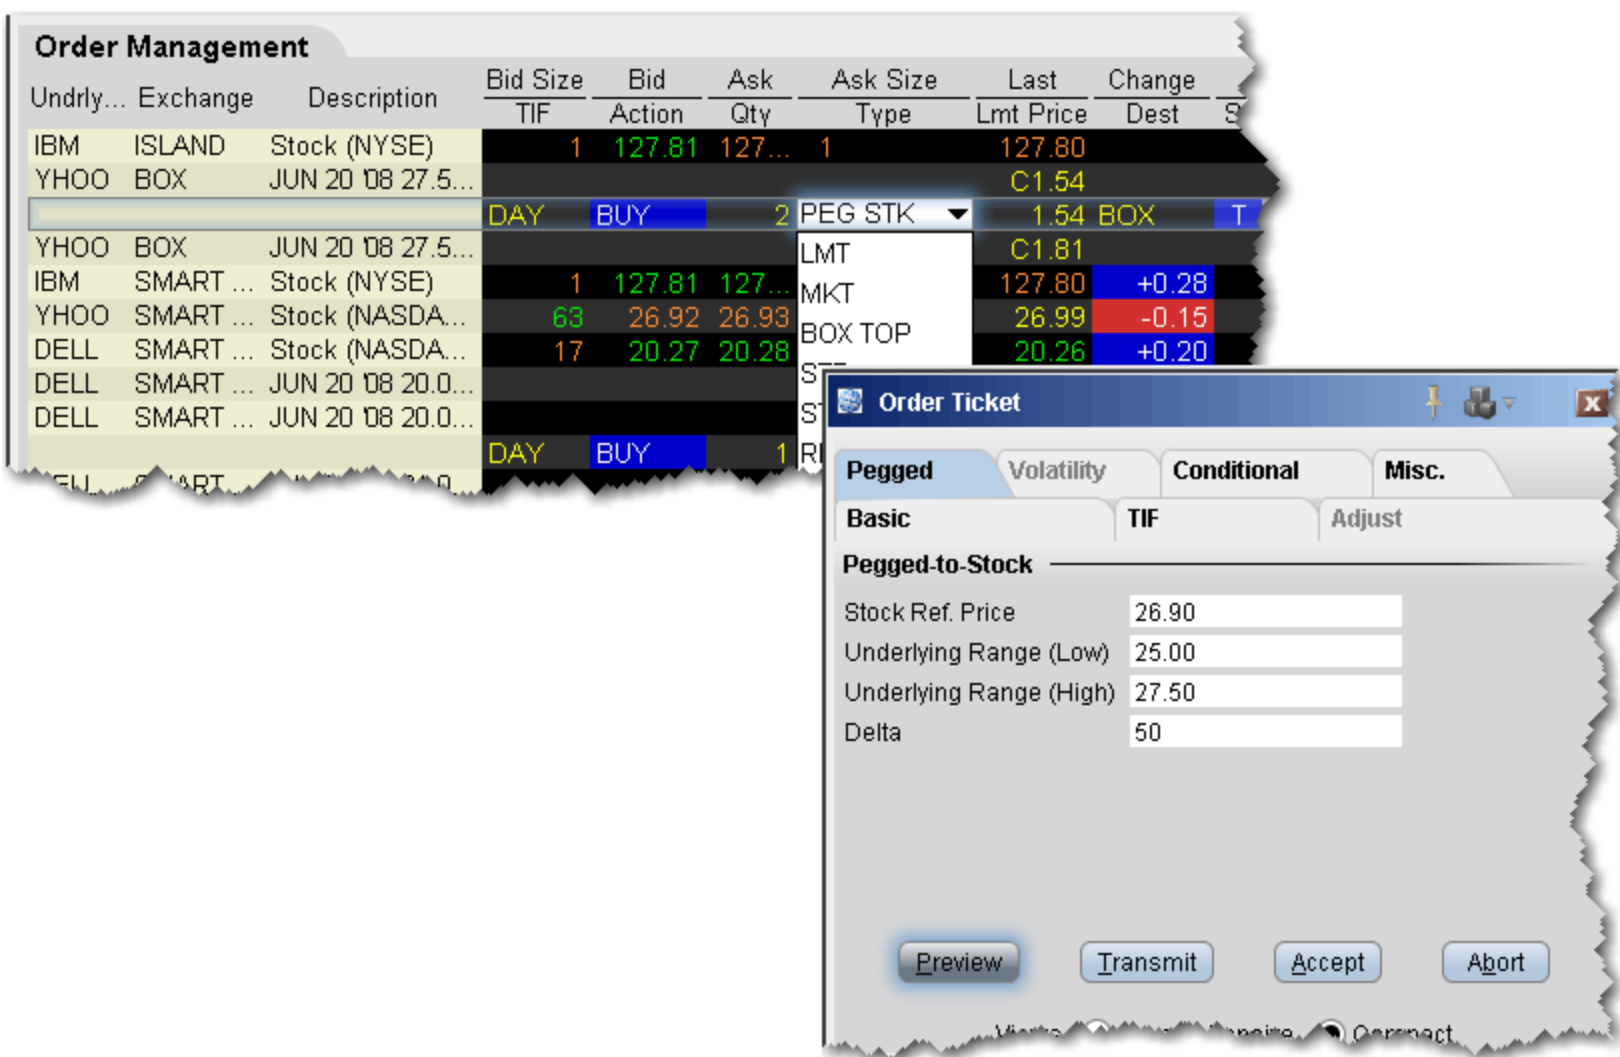 Order Management
Bid Size Bid Ask Ask Size Last Change
Undrly... Exchange Description
TIF Action Qty Type Lmt Price Dest
IBM ISLAND Stock (NYSE) 1 127.81 127... 1 127.80
YHOO BOX JUN 20 '08 27.5... C1.54
DAY BUY 2 PEG STK 1.54 BOX T
YHOO BOX JUN 20 '08 27.5... C1.81
LMT
IBM SMART ... Stock (NYSE) 1 127.81 127... 127.80 +0.28
MKT
YHOO SMART ... Stock (NASDA... 63 26.92 26.93 26.99 -0.15
BOX TOP
DELL SMART ... Stock (NASDA... 17 20.27 20.28 20.26 +0.20
DELL SMART ... JUN 20 '08 20.0...
DELL SMART ... JUN 20 '08 20.0...
DAY BUY 1
Order Ticket
Pegged Volatility Conditional Misc.
Basic TIF Adjust
Pegged-to-Stock
Stock Ref. Price 26.90
Underlying Range (Low) 25.00
Underlying Range (High) 27.50
Delta 50
Preview Transmit Accept Abort